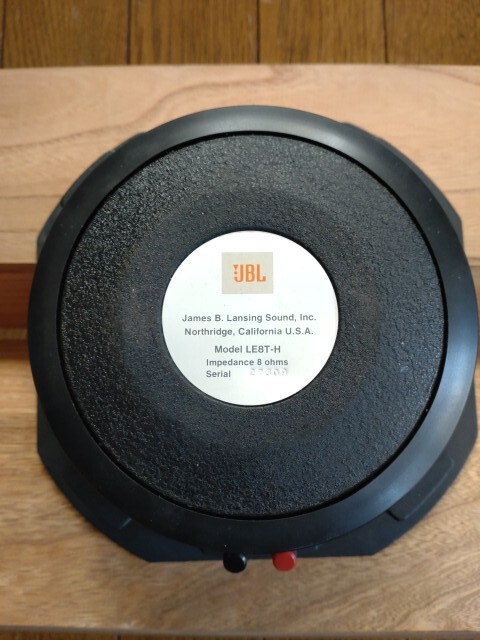 JBL
James B. Lansing Sound, Inc.
Northridge, California U.S.A.
Model LE8T-H
Impedance 8 ohms
Serial